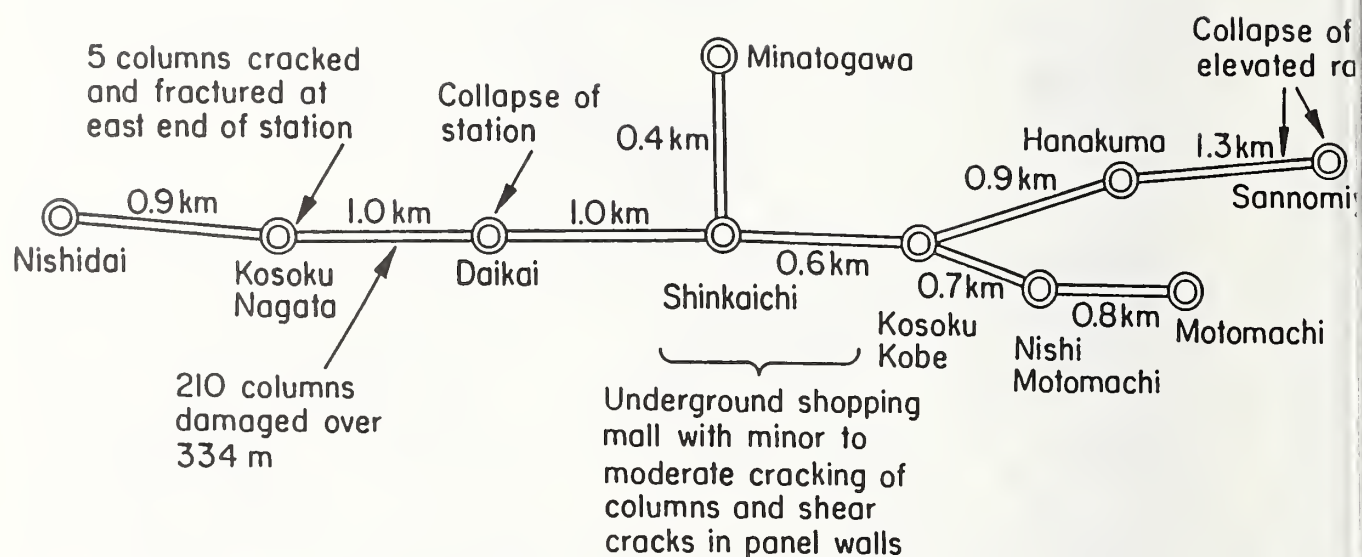 5 columns cracked
and fractured at
east end of station
Collapse of
station
Minatogawa
0.4 km
Collapse of
elevated
Hanakuma
1.3 km
0.9 km
0.9 km
1.0 km
1.0 km
Nishidai
Kosoku
Nagata
Daikai
Shinkaichi
0.6 km
0.7 km
0.8 km
Kosoku
Kobe
Nishi
Motomachi
Motomachi
210 columns
damaged over
334 m
Underground shopping
mall with minor to
moderate cracking of
columns and shear
cracks in panel walls